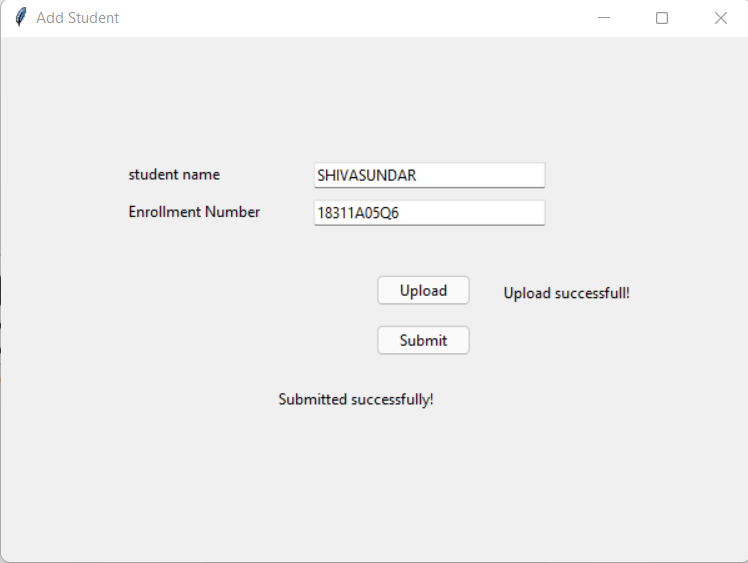 Add Student
student name SHIVASUNDAR
Enrollment Number 18311A05Q6
Upload Upload successfull!
Submit
Submitted successfully!